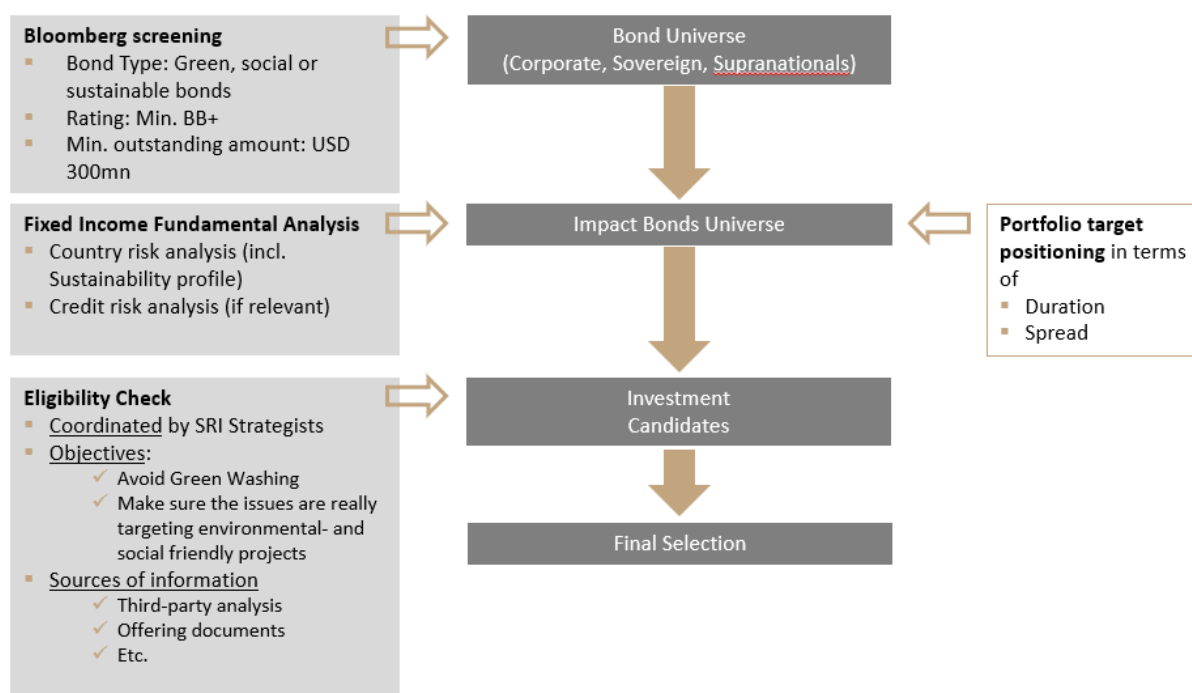 Bloomberg screening
▪ Bond Type: Green, social or
sustainable bonds
▪ Rating: Min. BB+
▪ Min. outstanding amount: USD
300mn
Bond Universe
(Corporate, Sovereign, Supranationals)
Fixed Income Fundamental Analysis
▪ Country risk analysis (incl.
Sustainability profile)
▪ Credit risk analysis (if relevant)
Impact Bonds Universe
Portfolio target
positioning in terms
of
▪ Duration
▪ Spread
Eligibility Check
▪ Coordinated by SRI Strategists
▪ Objectives:
✓ Avoid Green Washing
✓ Make sure the issues are really
targeting environmental- and
social friendly projects
▪ Sources of information
✓ Third-party analysis
✓ Offering documents
✓ Etc.
Investment
Candidates
Final Selection